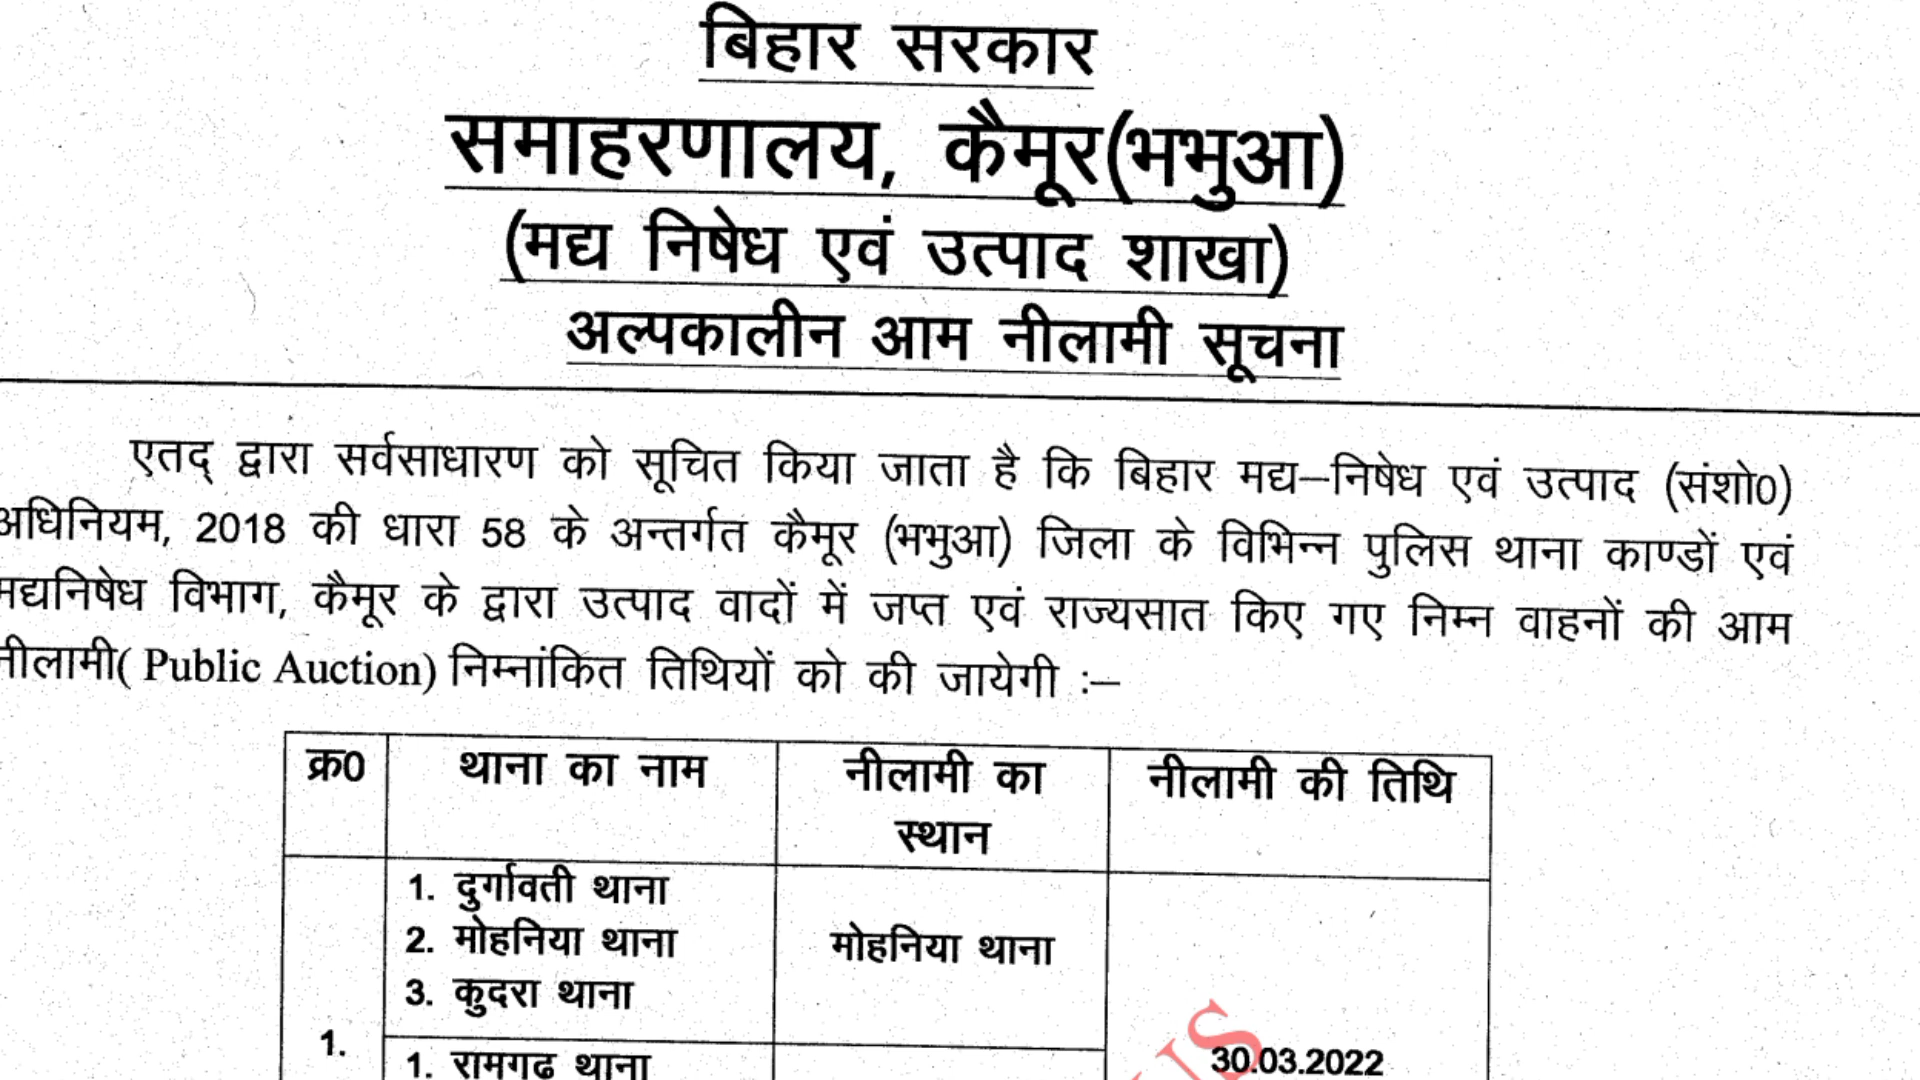 बिहार सरकार
समाहरणालय, कैमूर(भभुआ)
(मद्य निषेध एवं उत्पाद शाखा)
अल्पकालीन आम नीलामी सूचना
एतद् द्वारा सर्वसाधारण को सूचित किया जाता है कि बिहार मद्य–निषेध एवं उत्पाद (संशो0)
अधिनियम, 2018 की धारा 58 के अन्तर्गत कैमूर (भभुआ) जिला के विभिन्न पुलिस थाना काण्डों एवं
मद्यनिषेध विभाग, कैमूर के द्वारा उत्पाद वादों में जप्त एवं राज्यसात किए गए निम्न वाहनों की आम
नीलामी( Public Auction) निम्नांकित तिथियों को की जायेगी :–
क्र0 थाना का नाम नीलामी का स्थान नीलामी की तिथि
1. दुर्गावती थाना
2. मोहनिया थाना
3. कुदरा थाना
मोहनिया थाना
1.
1. रामगढ थाना
30.03.2022